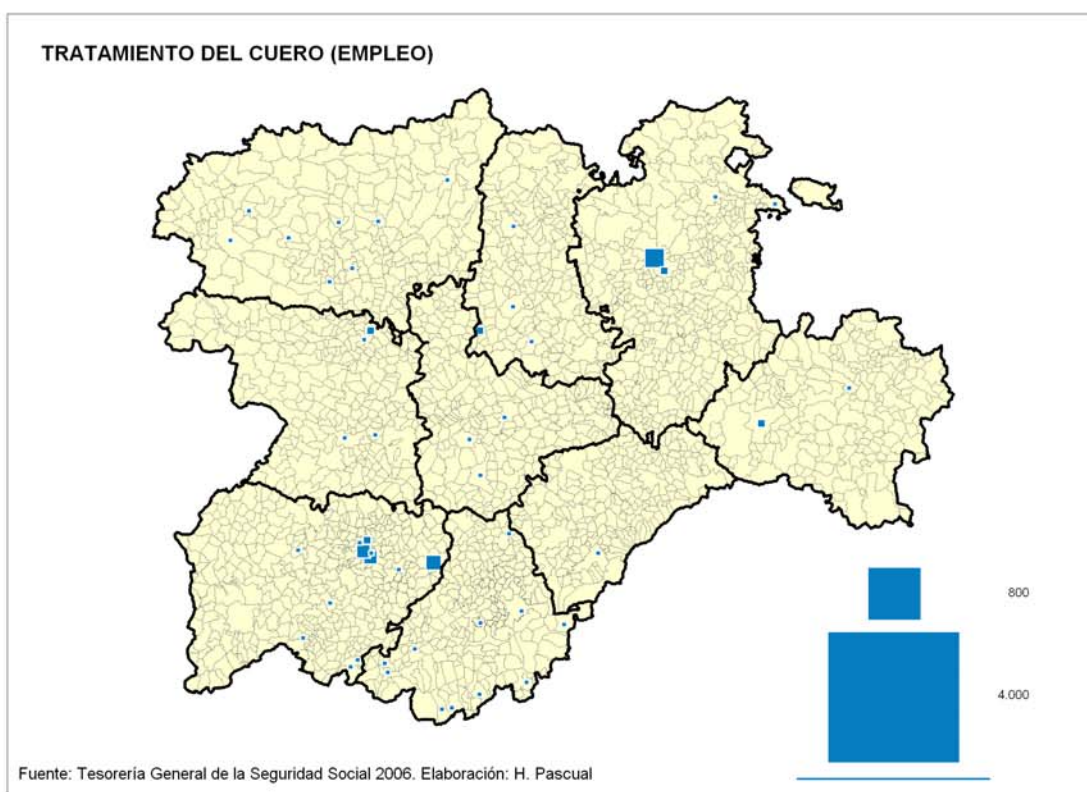 TRATAMIENTO DEL CUERO (EMPLEO)
800
4.000
Fuente: Tesorería General de la Seguridad Social 2006. Elaboración: H. Pascual